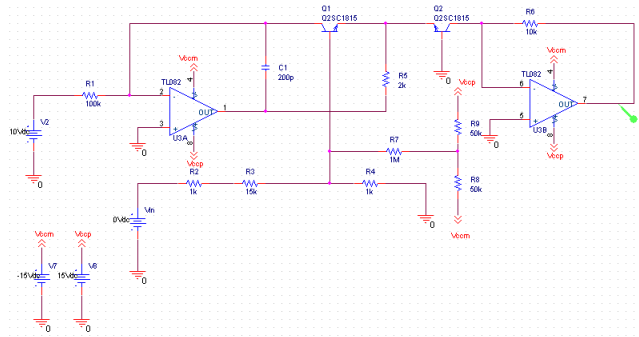 Q1
Q2SC1815
Q2
Q2SC1815
R6
10k
Vccm
Vccm
C1
200p
R5
2k
TL082
4
TL082
4
R1
100k
2
-
OUT
1
6
-
OUT
7
V2
10Vdc
3
+
U3A
8
Vccp
5
+
U3B
8
Vccp
0
0
0
0
Vccp
R9
50k
R7
1M
R8
50k
Vccm
R2
1k
R3
15k
R4
1k
0
Vin
0Vdc
0
Vccm
Vccp
V7
-15Vdc
V8
15Vdc
0
0